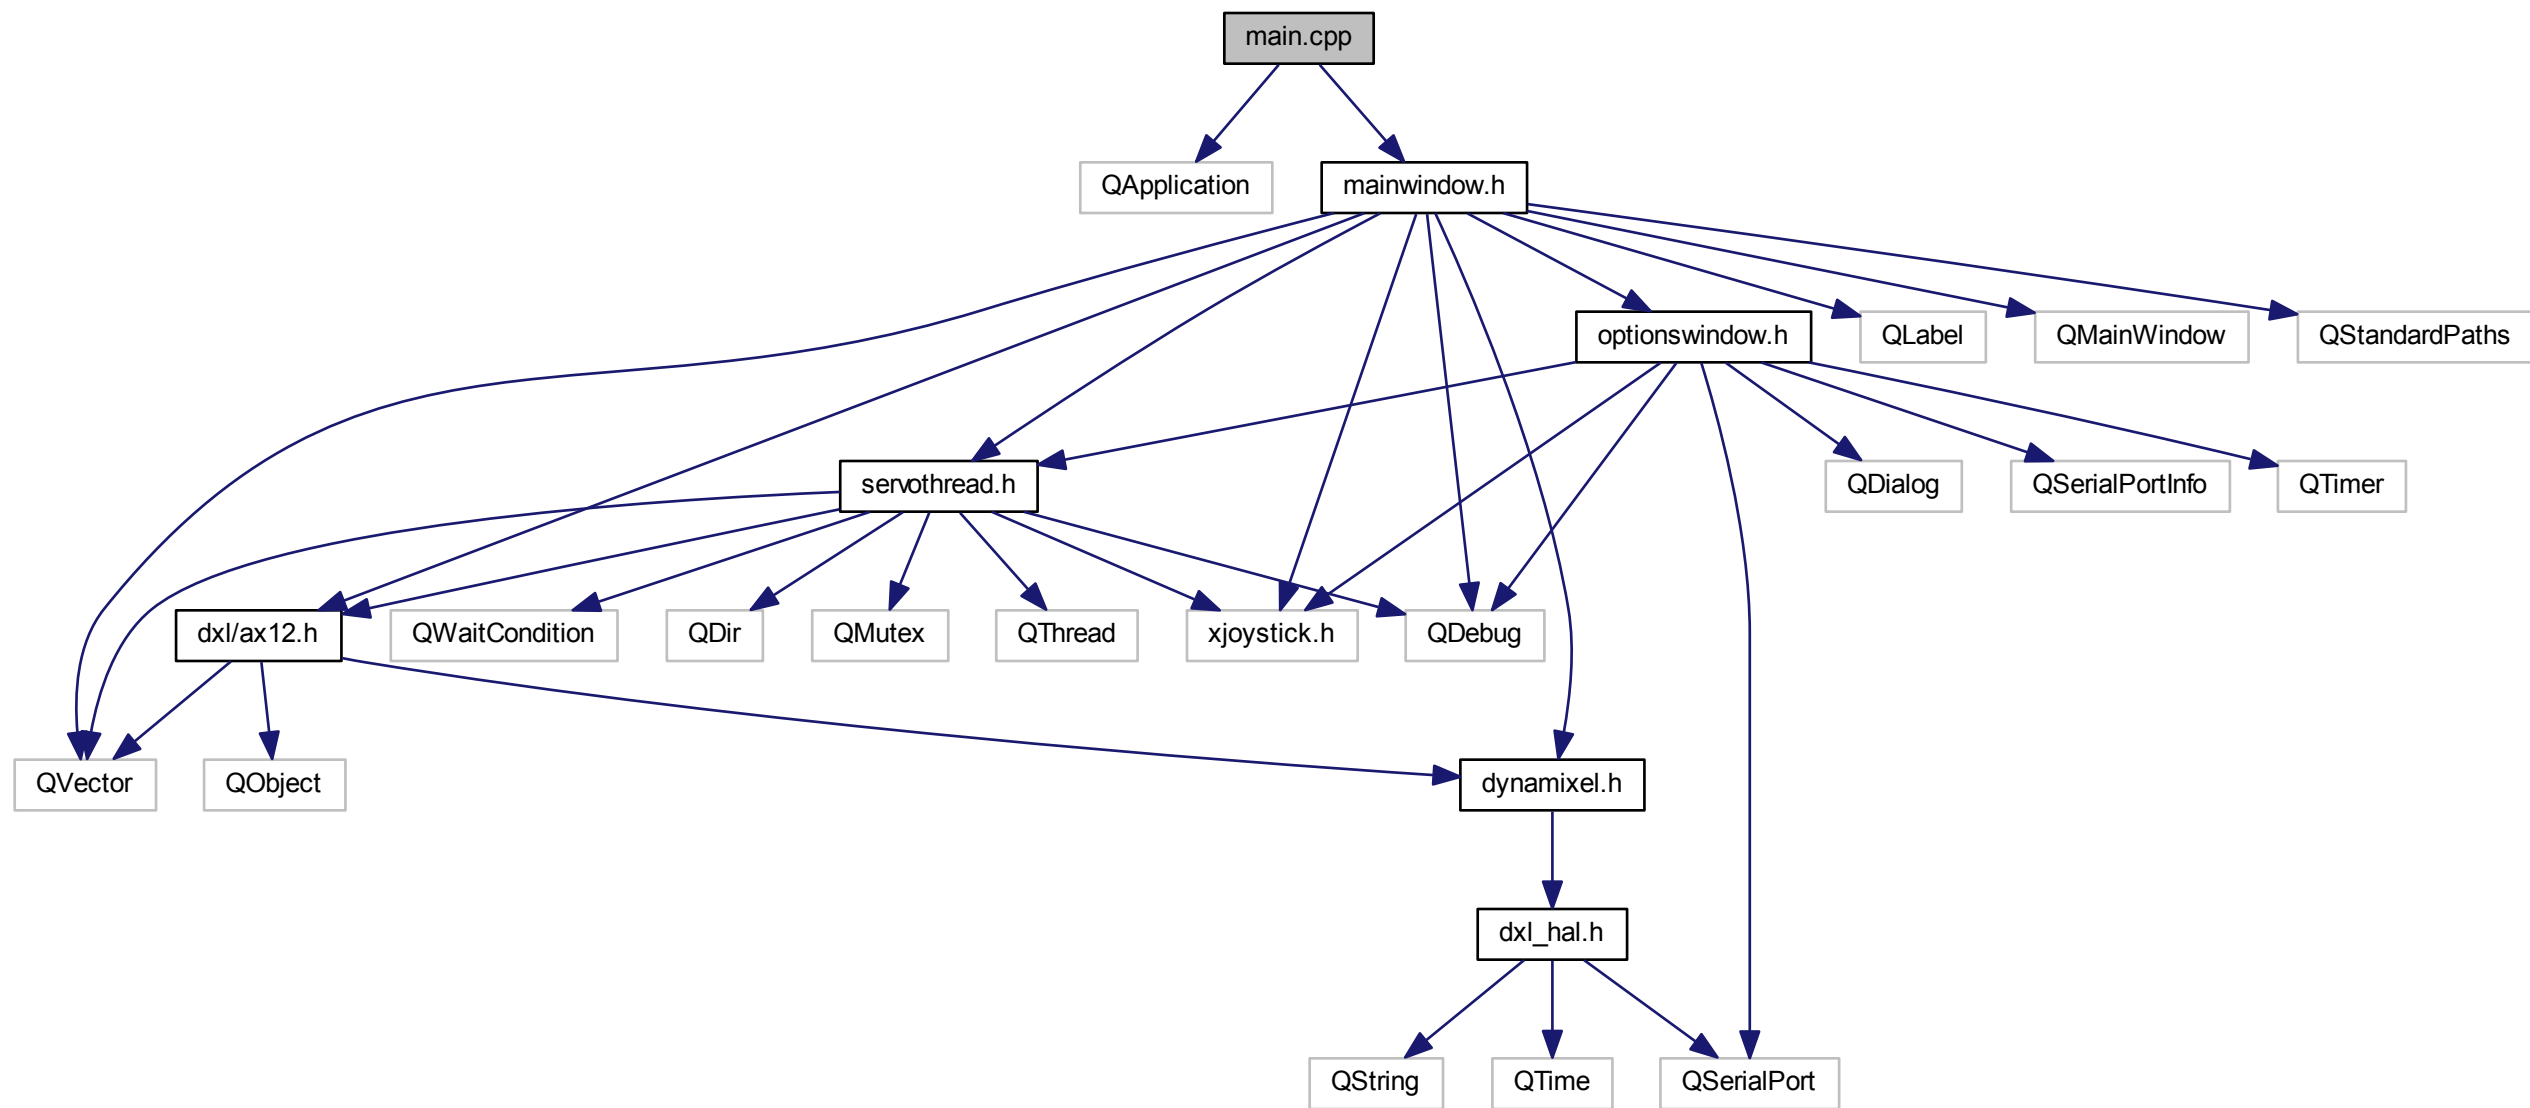 main.cpp
QApplication
mainwindow.h
optionswindow.h
QLabel
QMainWindow
QStandardPaths
servothread.h
QDialog
QSerialPortInfo
QTimer
dxl/ax12.h
QWaitCondition
QDir
QMutex
QThread
xjoystick.h
QDebug
QVector
QObject
dynamixel.h
dxl_hal.h
QString
QTime
QSerialPort